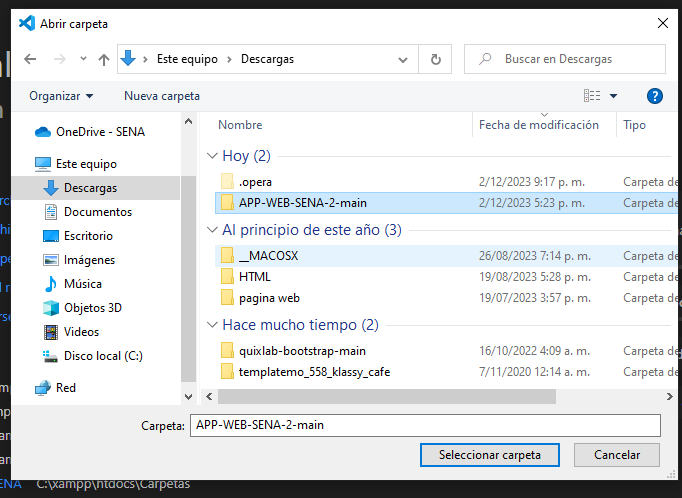 Abrir carpeta
Este equipo Descargas
Buscar en Descargas
Organizar
Nueva carpeta
OneDrive - SENA
Este equipo
Descargas
Documentos
Escritorio
Imágenes
Música
Objetos 3D
Videos
Disco local (C:)
Red
Nombre Fecha de modificación Tipo
Hoy (2)
.opera 2/12/2023 9:17 p. m. Carpeta de
APP-WEB-SENA-2-main 2/12/2023 5:23 p. m. Carpeta de
Al principio de este año (3)
__MACOSX 26/08/2023 7:14 p. m. Carpeta de
HTML 19/08/2023 5:28 p. m. Carpeta de
pagina web 19/07/2023 3:57 p. m. Carpeta de
Hace mucho tiempo (2)
quixlab-bootstrap-main 16/10/2022 4:09 a. m. Carpeta de
templatemo_558_klassy_cafe 7/11/2020 12:14 a. m. Carpeta de
Carpeta: APP-WEB-SENA-2-main
Seleccionar carpeta
Cancelar
ENA C:\xampp\htdocs\Carpetas